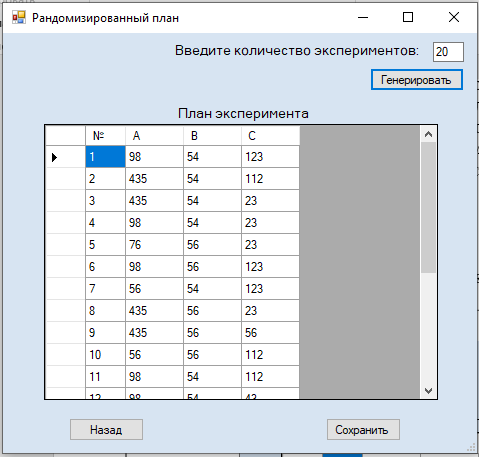 Рандомизированный план
Введите количество экспериментов: 20
Генерировать
План эксперимента
№ A B C
1 98 54 123
2 435 54 112
3 435 54 23
4 98 54 23
5 76 56 23
6 98 56 123
7 56 54 123
8 435 56 23
9 435 56 56
10 56 56 112
11 98 54 112
12 98 54 43
Назад Сохранить